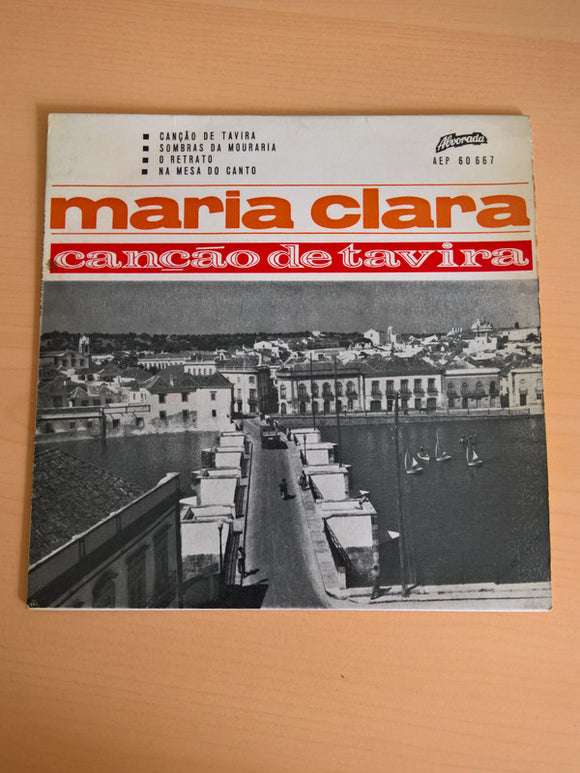 ■ CANÇÃO DE TAVIRA
■ SOMBRAS DA MOURARIA
■ O RETRATO
■ NA MESA DO CANTO
Alvorada
AEP 60 667
maria clara
canção de tavira